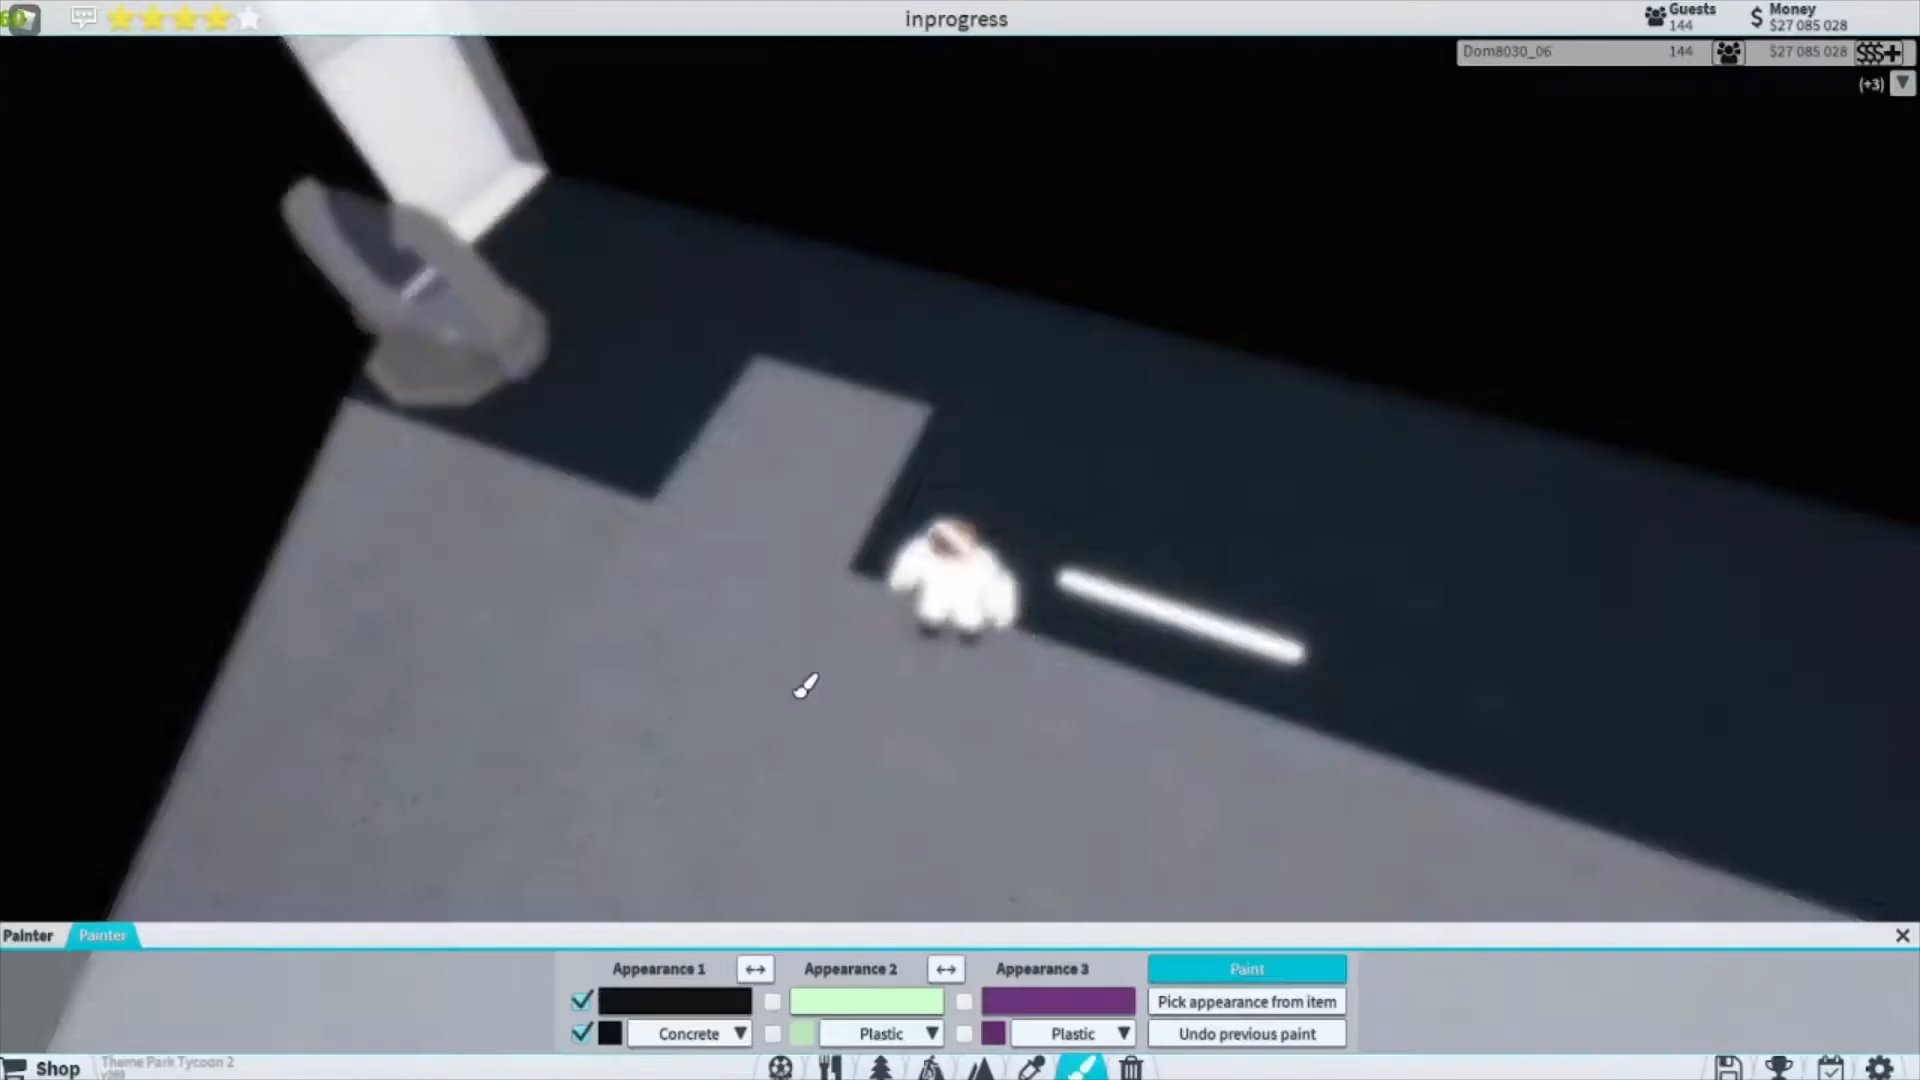 inprogress
Guests
144
Money
$27 085 028
Dom8030_06 144 $27 085 028 $$$+
(+3)
Painter Painter
Appearance 1 Appearance 2 Appearance 3 Paint
Pick appearance from item
Concrete Plastic Plastic Undo previous paint
Shop Theme Park Tycoon 2